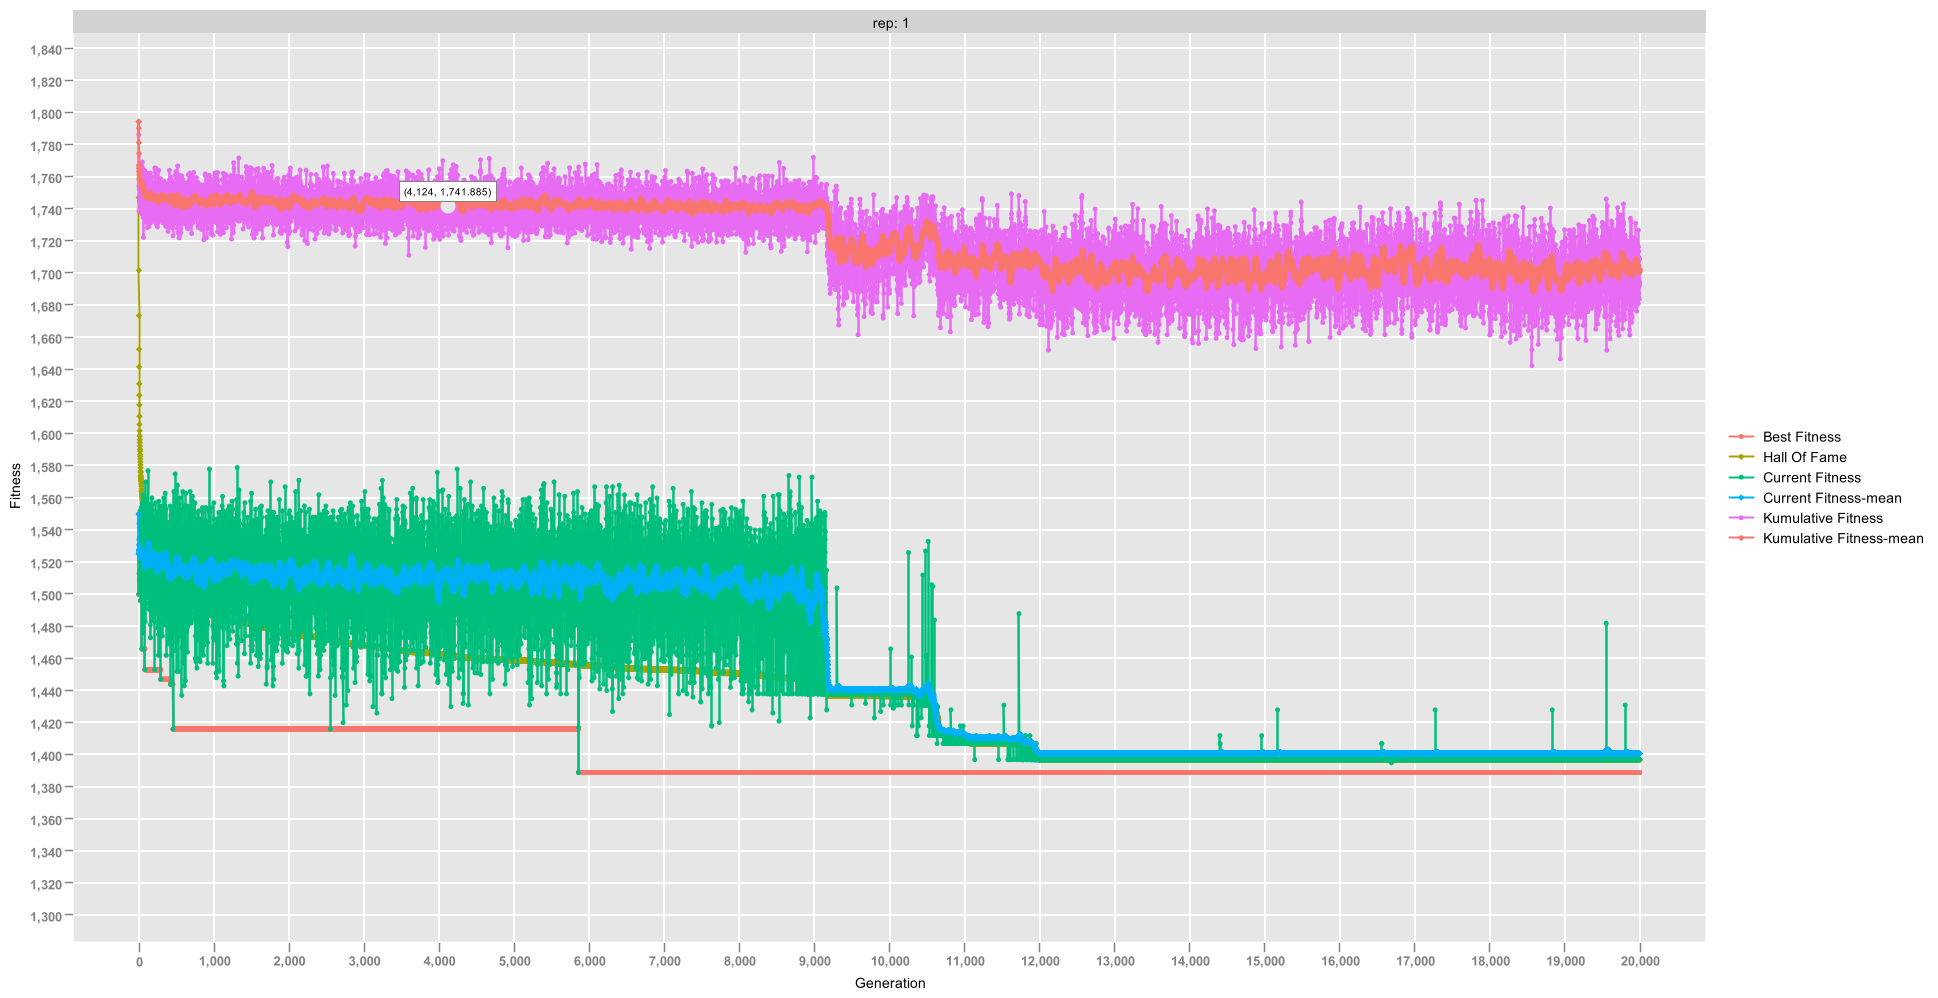 rep: 1
1,840
1,820
1,800
1,780
1,760
1,740
1,720
1,700
1,680
1,660
1,640
1,620
1,600
1,580
1,560
1,540
1,520
1,500
1,480
1,460
1,440
1,420
1,400
1,380
1,360
1,340
1,320
1,300
Fitness
(4,124, 1,741.885)
0 1,000 2,000 3,000 4,000 5,000 6,000 7,000 8,000 9,000 10,000 11,000 12,000 13,000 14,000 15,000 16,000 17,000 18,000 19,000 20,000
Generation
Best Fitness
Hall Of Fame
Current Fitness
Current Fitness-mean
Kumulative Fitness
Kumulative Fitness-mean